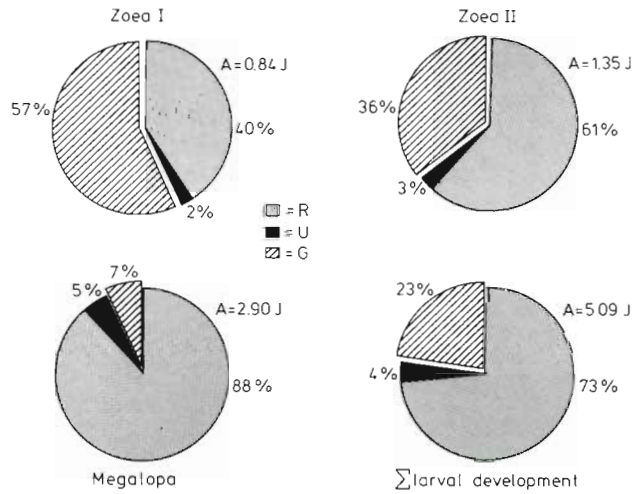 Zoea I
A=0.84 J
57%
40%
2%
Zoea II
A=1.35 J
36%
61%
3%
= R
= U
= G
7%
5%
A=2.90 J
88%
Megalopa
23%
A=5.09 J
4%
73%
Σlarval development